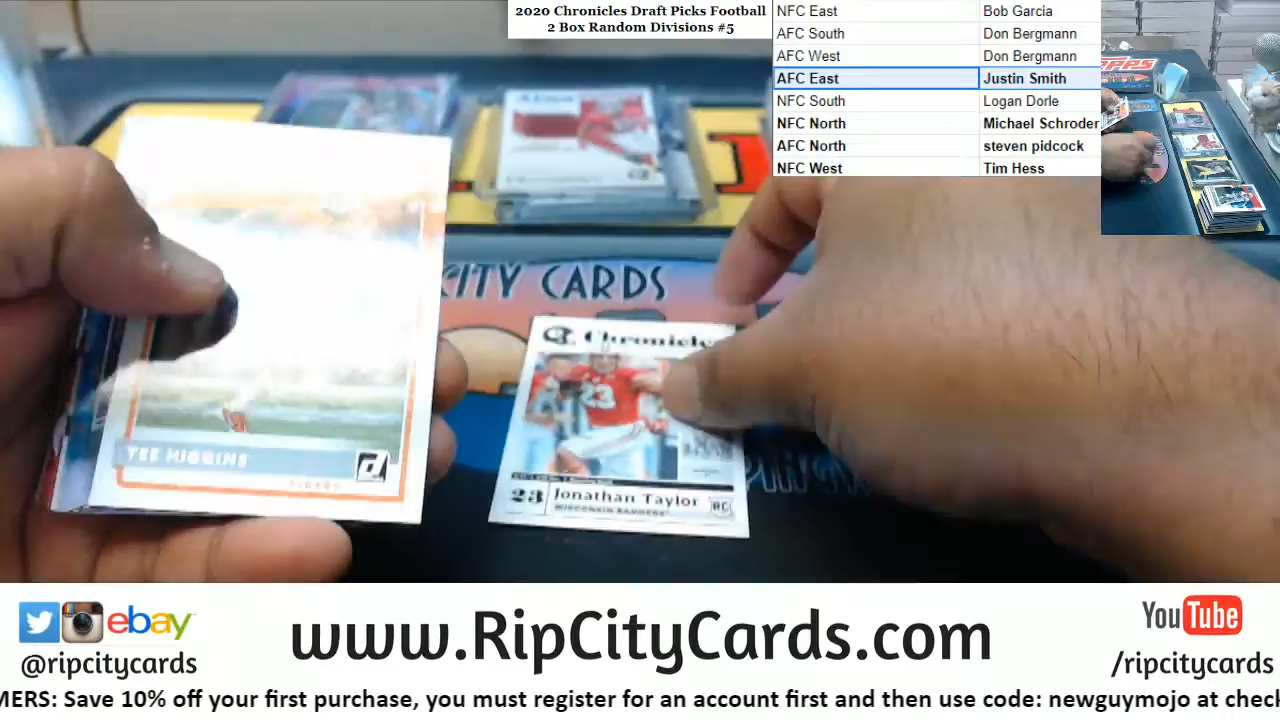 2020 Chronicles Draft Picks Football
2 Box Random Divisions #5
NFC East Bob Garcia
AFC South Don Bergmann
AFC West Don Bergmann
AFC East Justin Smith
NFC South Logan Dorle
NFC North Michael Schroder
AFC North steven pidcock
NFC West Tim Hess
CITY CARDS
Chronicles
23
23 Jonathan Taylor RC
WISCONSIN BADGERS
TEE HIGGINS
TIGERS
ebay
@ripcitycards
www.RipCityCards.com
YouTube
/ripcitycards
MERS: Save 10% off your first purchase, you must register for an account first and then use code: newguymojo at check